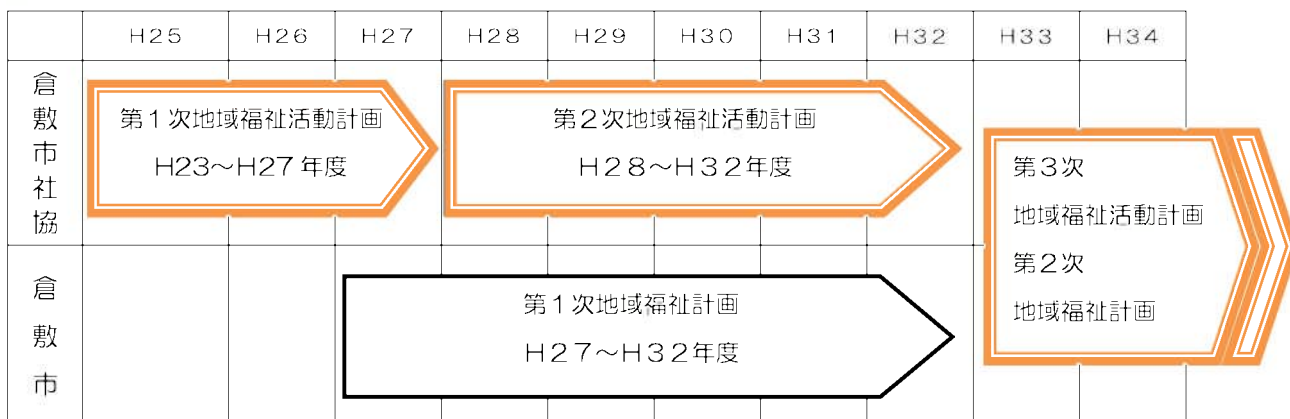 H25 H26 H27 H28 H29 H30 H31 H32 H33 H34
倉敷市社協
第1次地域福祉活動計画
H23～H27年度
第2次地域福祉活動計画
H28～H32年度
第3次
地域福祉活動計画
第2次
地域福祉計画
倉敷市
第1次地域福祉計画
H27～H32年度